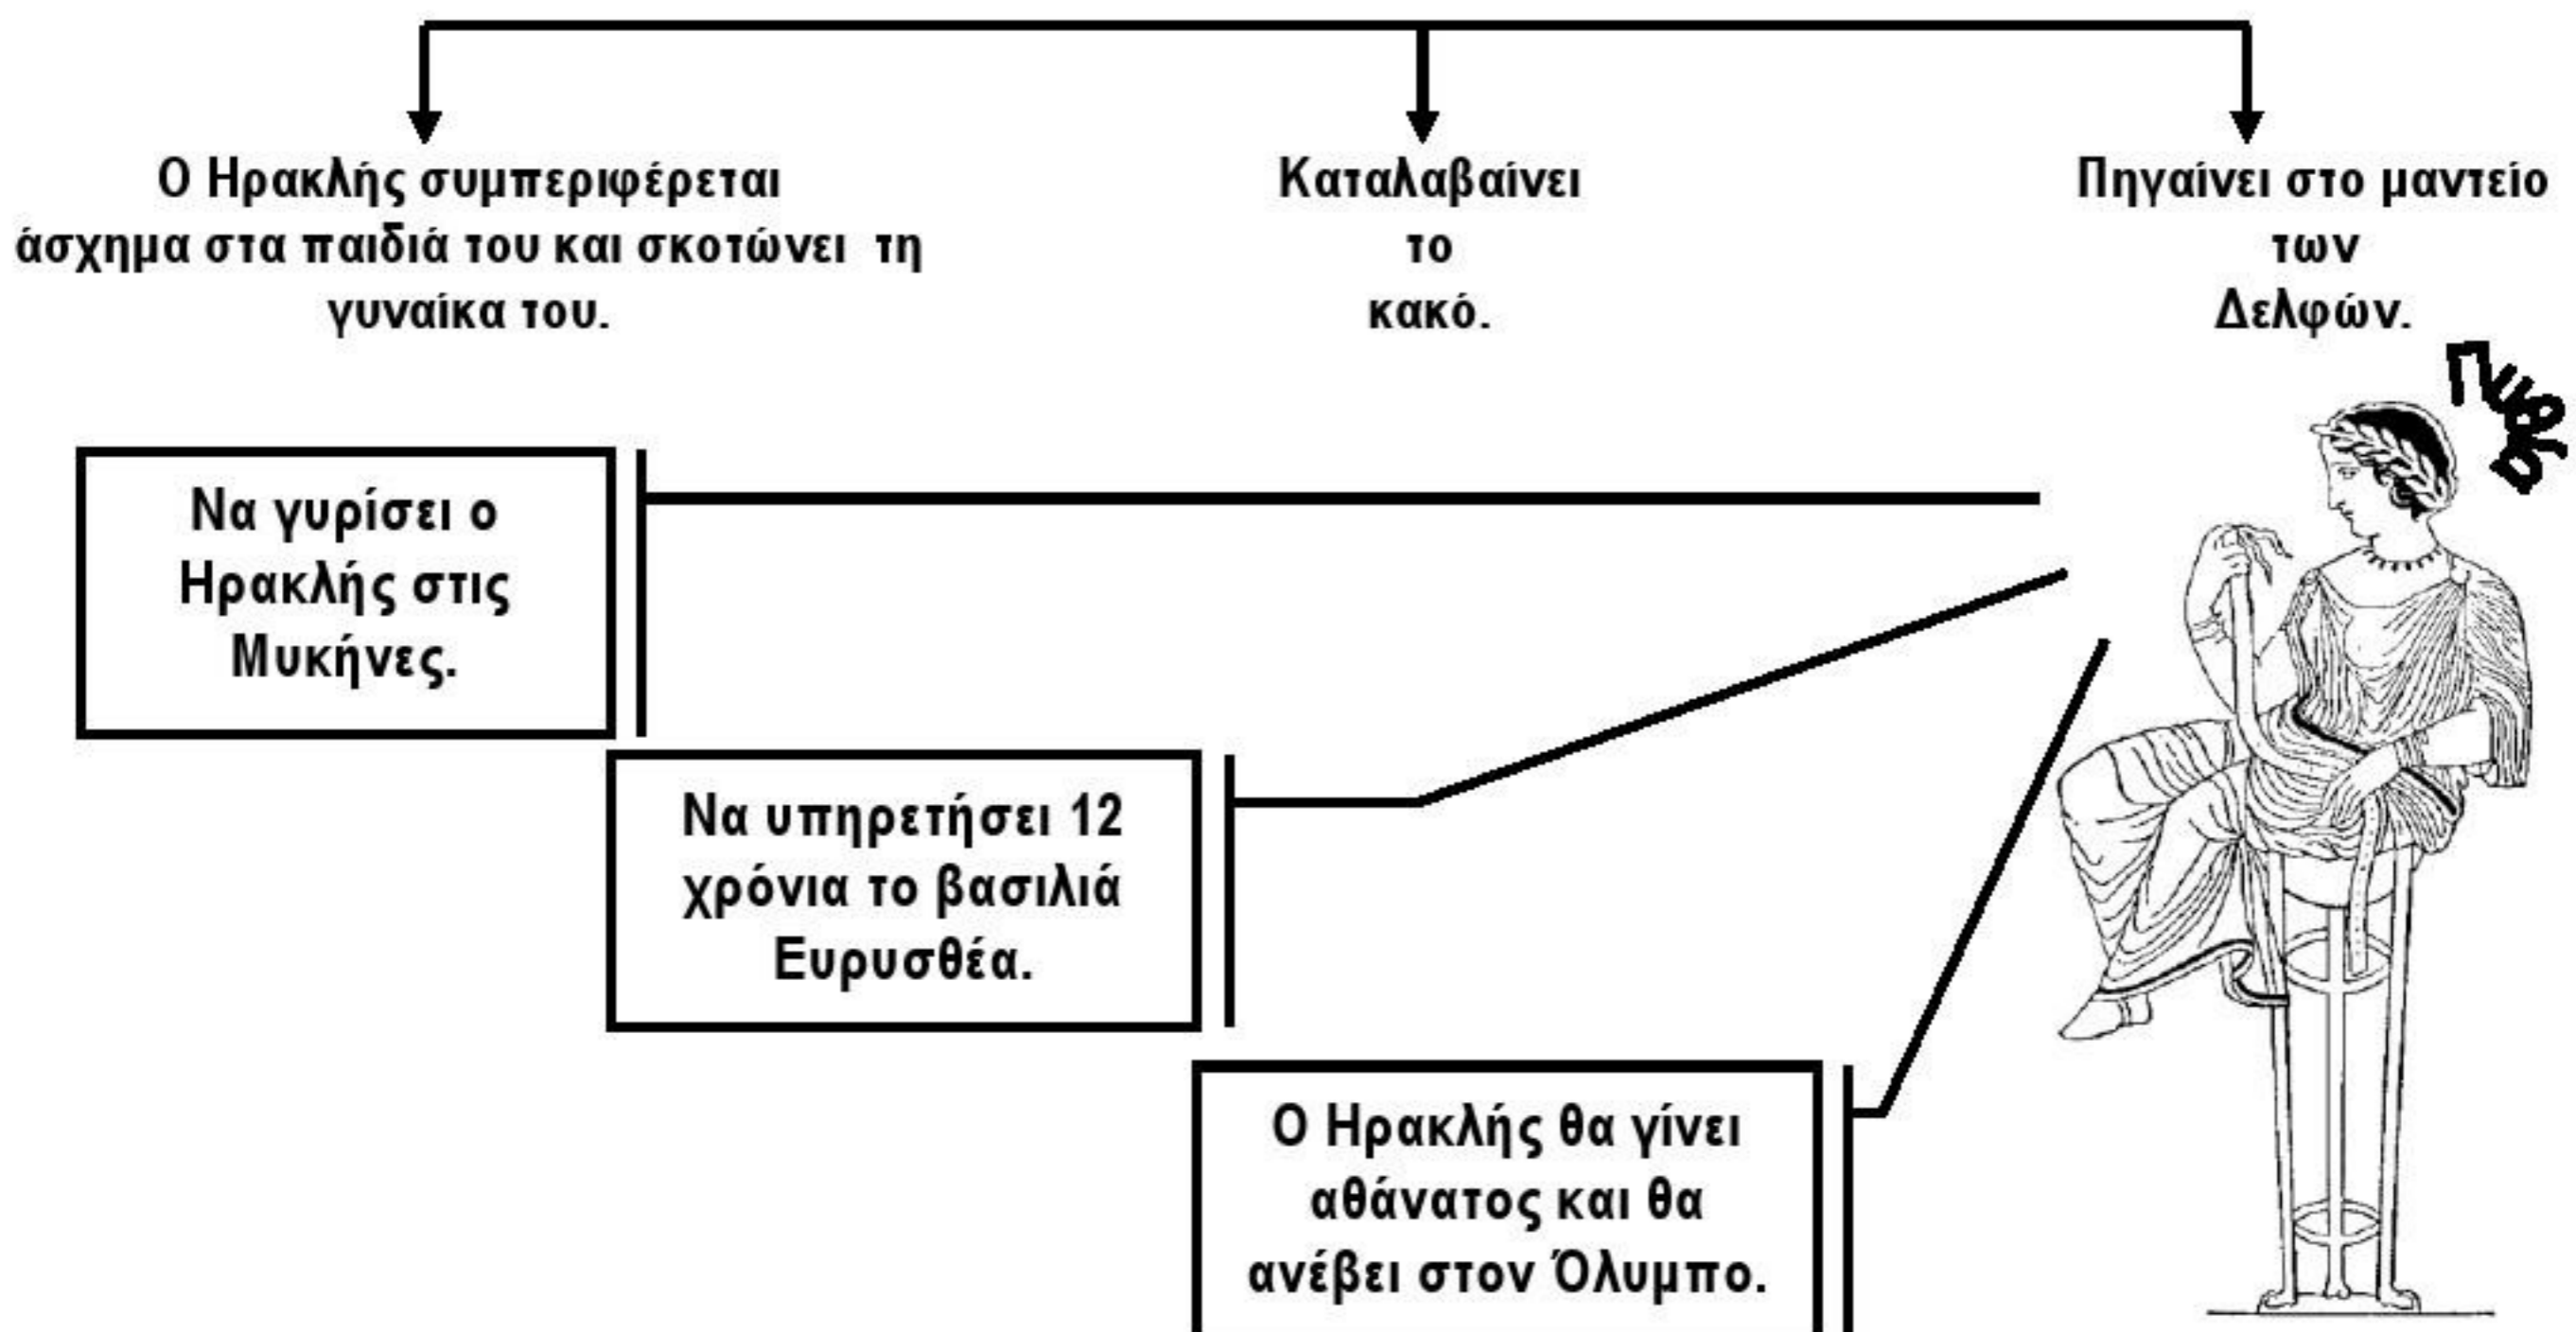 Ο Ηρακλής συμπεριφέρεται
άσχημα στα παιδιά του και σκοτώνει τη
γυναίκα του.
Καταλαβαίνει
το
κακό.
Πηγαίνει στο μαντείο
των
Δελφών.
Πυθία
Να γυρίσει ο
Ηρακλής στις
Μυκήνες.
Να υπηρετήσει 12
χρόνια το βασιλιά
Ευρυσθέα.
Ο Ηρακλής θα γίνει
αθάνατος και θα
ανέβει στον Όλυμπο.